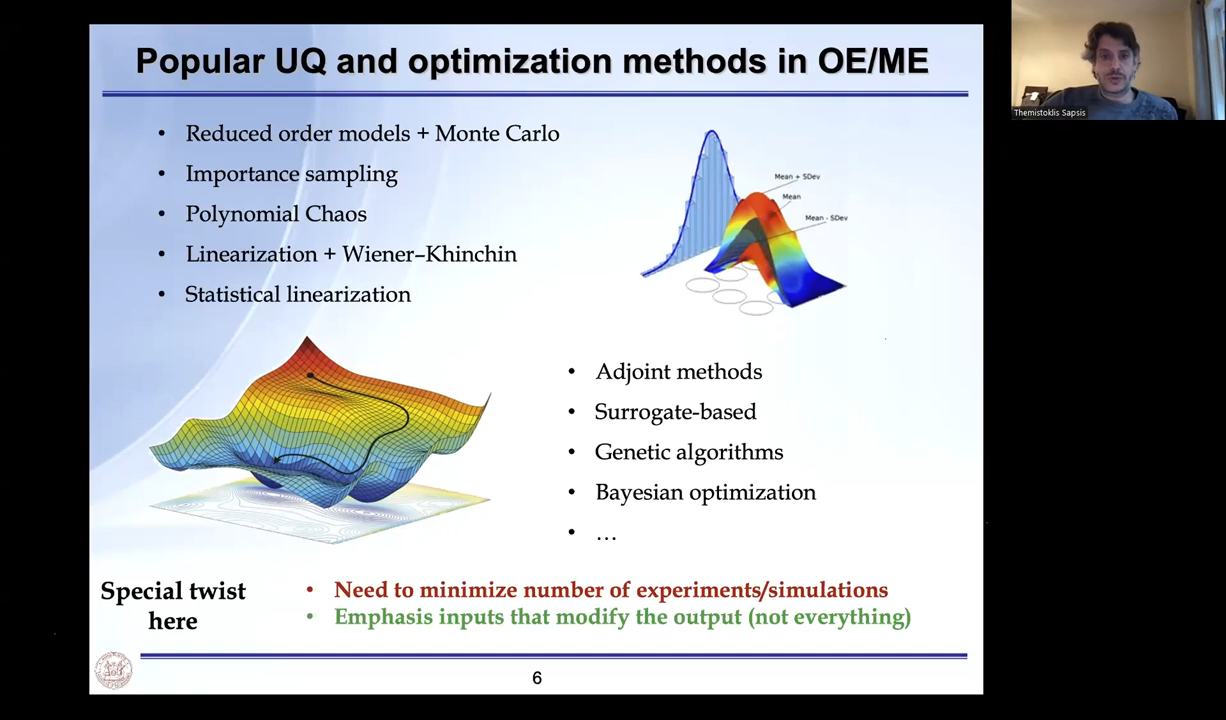 Popular UQ and optimization methods in OE/ME
• Reduced order models + Monte Carlo
• Importance sampling
• Polynomial Chaos
• Linearization + Wiener–Khinchin
• Statistical linearization
Mean + SDev
Mean
Mean - SDev
• Adjoint methods
• Surrogate-based
• Genetic algorithms
• Bayesian optimization
• …
Special twist
here
• Need to minimize number of experiments/simulations
• Emphasis inputs that modify the output (not everything)
6
Themistoklis Sapsis